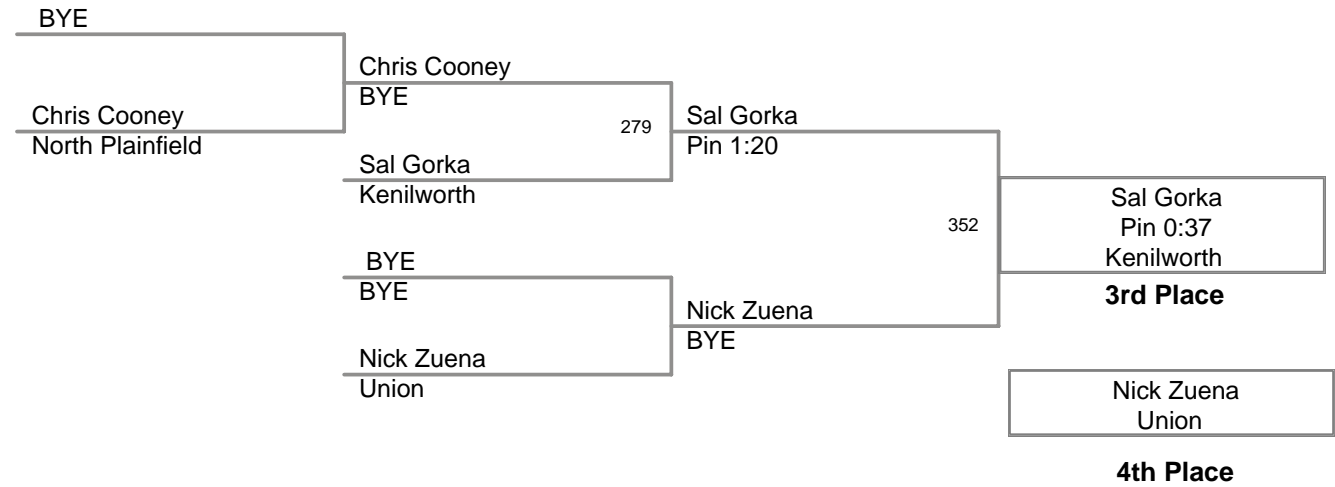 BYE
Chris Cooney
North Plainfield
Chris Cooney
BYE
Sal Gorka
Kenilworth
BYE
BYE
Nick Zuena
Union
279
Sal Gorka
Pin 1:20
Nick Zuena
BYE
352
Sal Gorka
Pin 0:37
Kenilworth
3rd Place
Nick Zuena
Union
4th Place